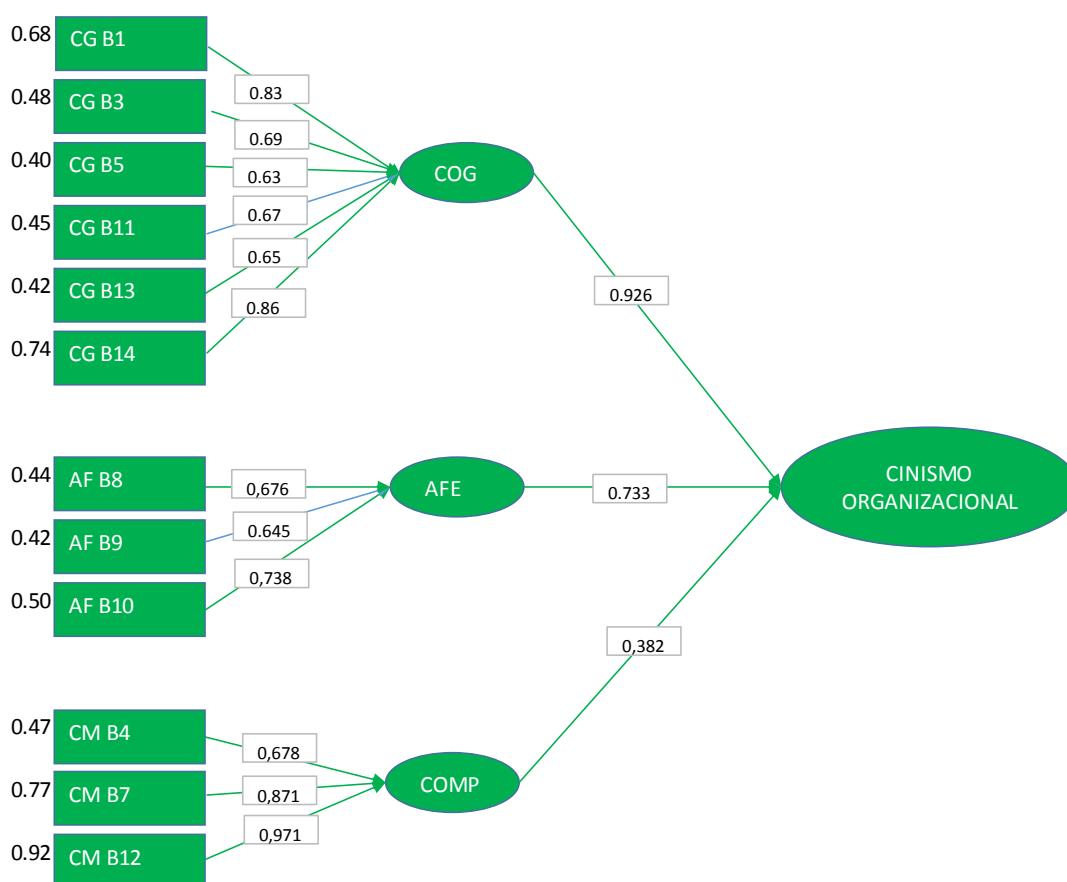 0.68
CG B1
0.83
0.48
CG B3
0.69
0.40
CG B5
0.63
0.45
CG B11
0.67
0.42
CG B13
0.65
0.74
CG B14
0.86
COG
0.926
0.44
AF B8
0,676
0.42
AF B9
0.645
0.50
AF B10
0,738
AFE
0.733
CINISMO
ORGANIZACIONAL
0.47
CM B4
0,678
0.77
CM B7
0,871
0.92
CM B12
0,971
COMP
0,382